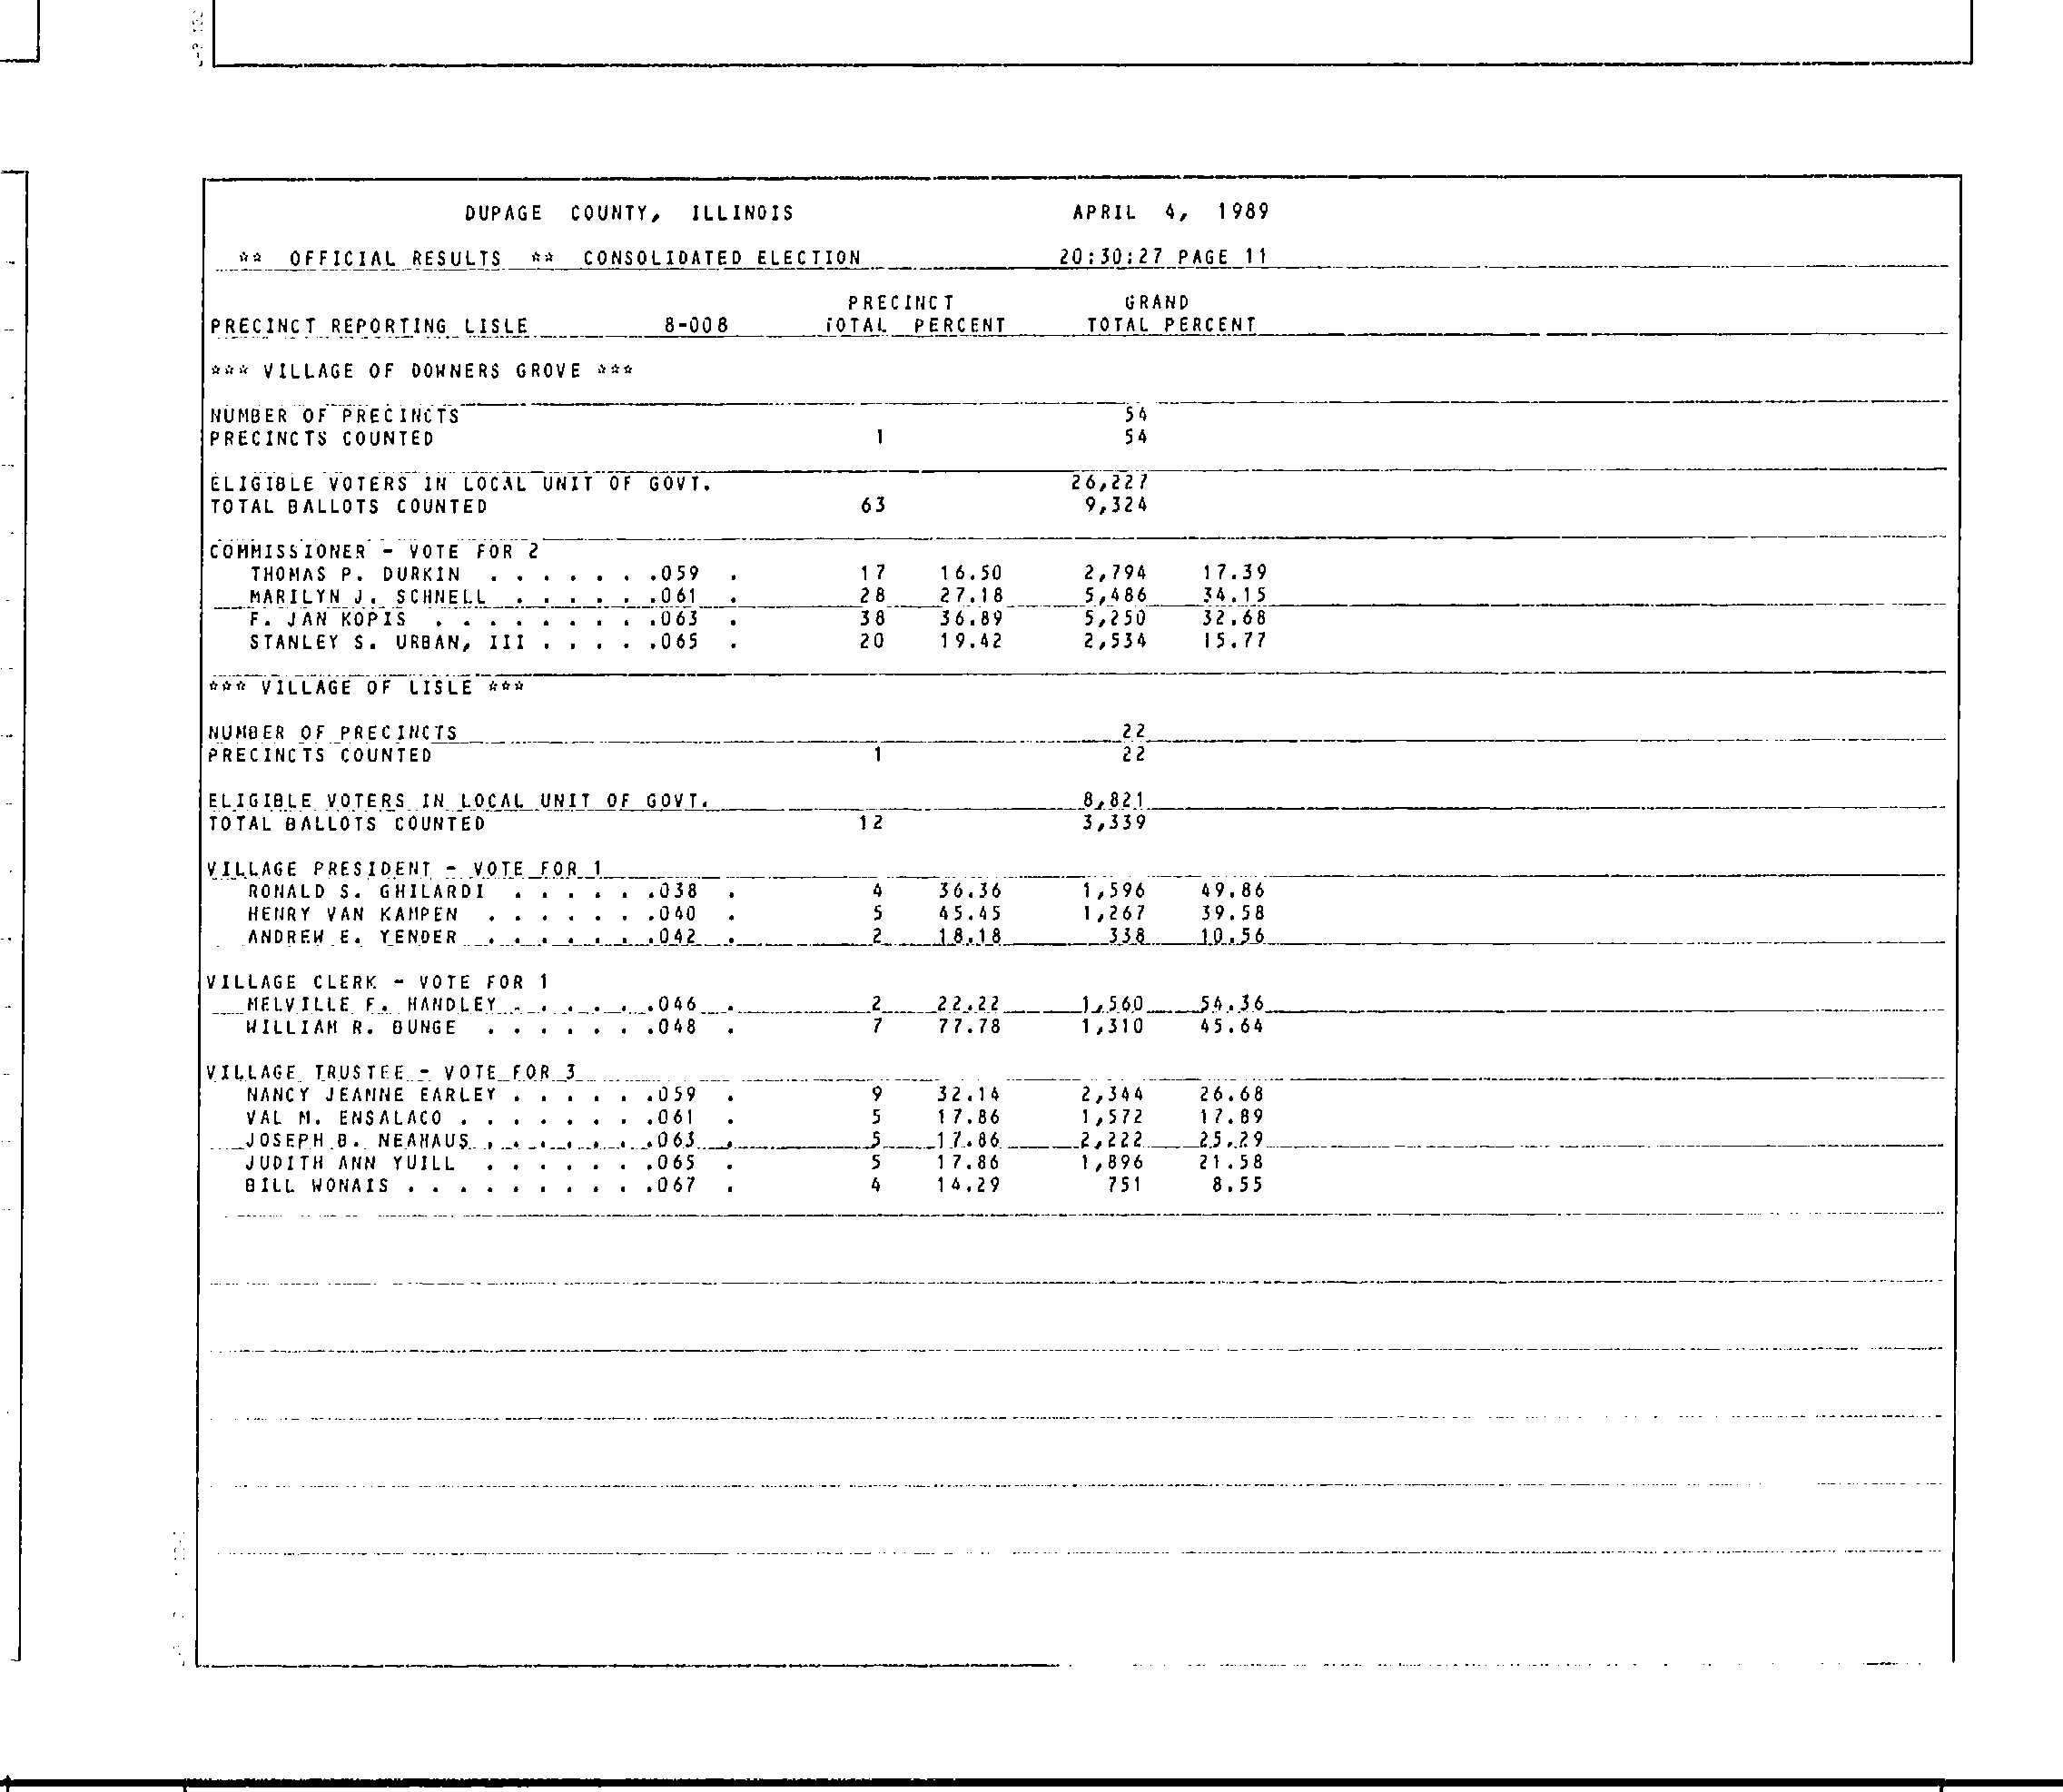 DUPAGE COUNTY, ILLINOIS APRIL 4, 1989
** OFFICIAL RESULTS ** CONSOLIDATED ELECTION 20:30:27 PAGE 11
PRECINCT GRAND
PRECINCT REPORTING LISLE 8-008 TOTAL PERCENT TOTAL PERCENT
*** VILLAGE OF DOWNERS GROVE ***
NUMBER OF PRECINCTS 54
PRECINCTS COUNTED 1 54
ELIGIBLE VOTERS IN LOCAL UNIT OF GOVT. 26,227
TOTAL BALLOTS COUNTED 63 9,324
COMMISSIONER - VOTE FOR 2
THOMAS P. DURKIN . . . . . . .059 . 17 16.50 2,794 17.39
MARILYN J. SCHNELL . . . . . .061 . 28 27.18 5,486 34.15
F. JAN KOPIS . . . . . . . . .063 . 38 36.89 5,250 32.68
STANLEY S. URBAN, III . . . . .065 . 20 19.42 2,534 15.77
*** VILLAGE OF LISLE ***
NUMBER OF PRECINCTS 22
PRECINCTS COUNTED 1 22
ELIGIBLE VOTERS IN LOCAL UNIT OF GOVT. 8,821
TOTAL BALLOTS COUNTED 12 3,339
VILLAGE PRESIDENT - VOTE FOR 1
RONALD S. GHILARDI . . . . . .038 . 4 36.36 1,596 49.86
HENRY VAN KAMPEN . . . . . . .040 . 5 45.45 1,267 39.58
ANDREW E. YENDER . . . . . . .042 . 2 18.18 338 10.56
VILLAGE CLERK - VOTE FOR 1
MELVILLE F. HANDLEY . . . . . .046 . 2 22.22 1,560 54.36
WILLIAM R. BUNGE . . . . . . .048 . 7 77.78 1,310 45.64
VILLAGE TRUSTEE - VOTE FOR 3
NANCY JEANNE EARLEY . . . . . .059 . 9 32.14 2,344 26.68
VAL M. ENSALACO . . . . . . . .061 . 5 17.86 1,572 17.89
JOSEPH B. NEAHAUS . . . . . . .063 . 5 17.86 2,222 25.29
JUDITH ANN YUILL . . . . . . .065 . 5 17.86 1,896 21.58
BILL WONAIS . . . . . . . . . .067 . 4 14.29 751 8.55